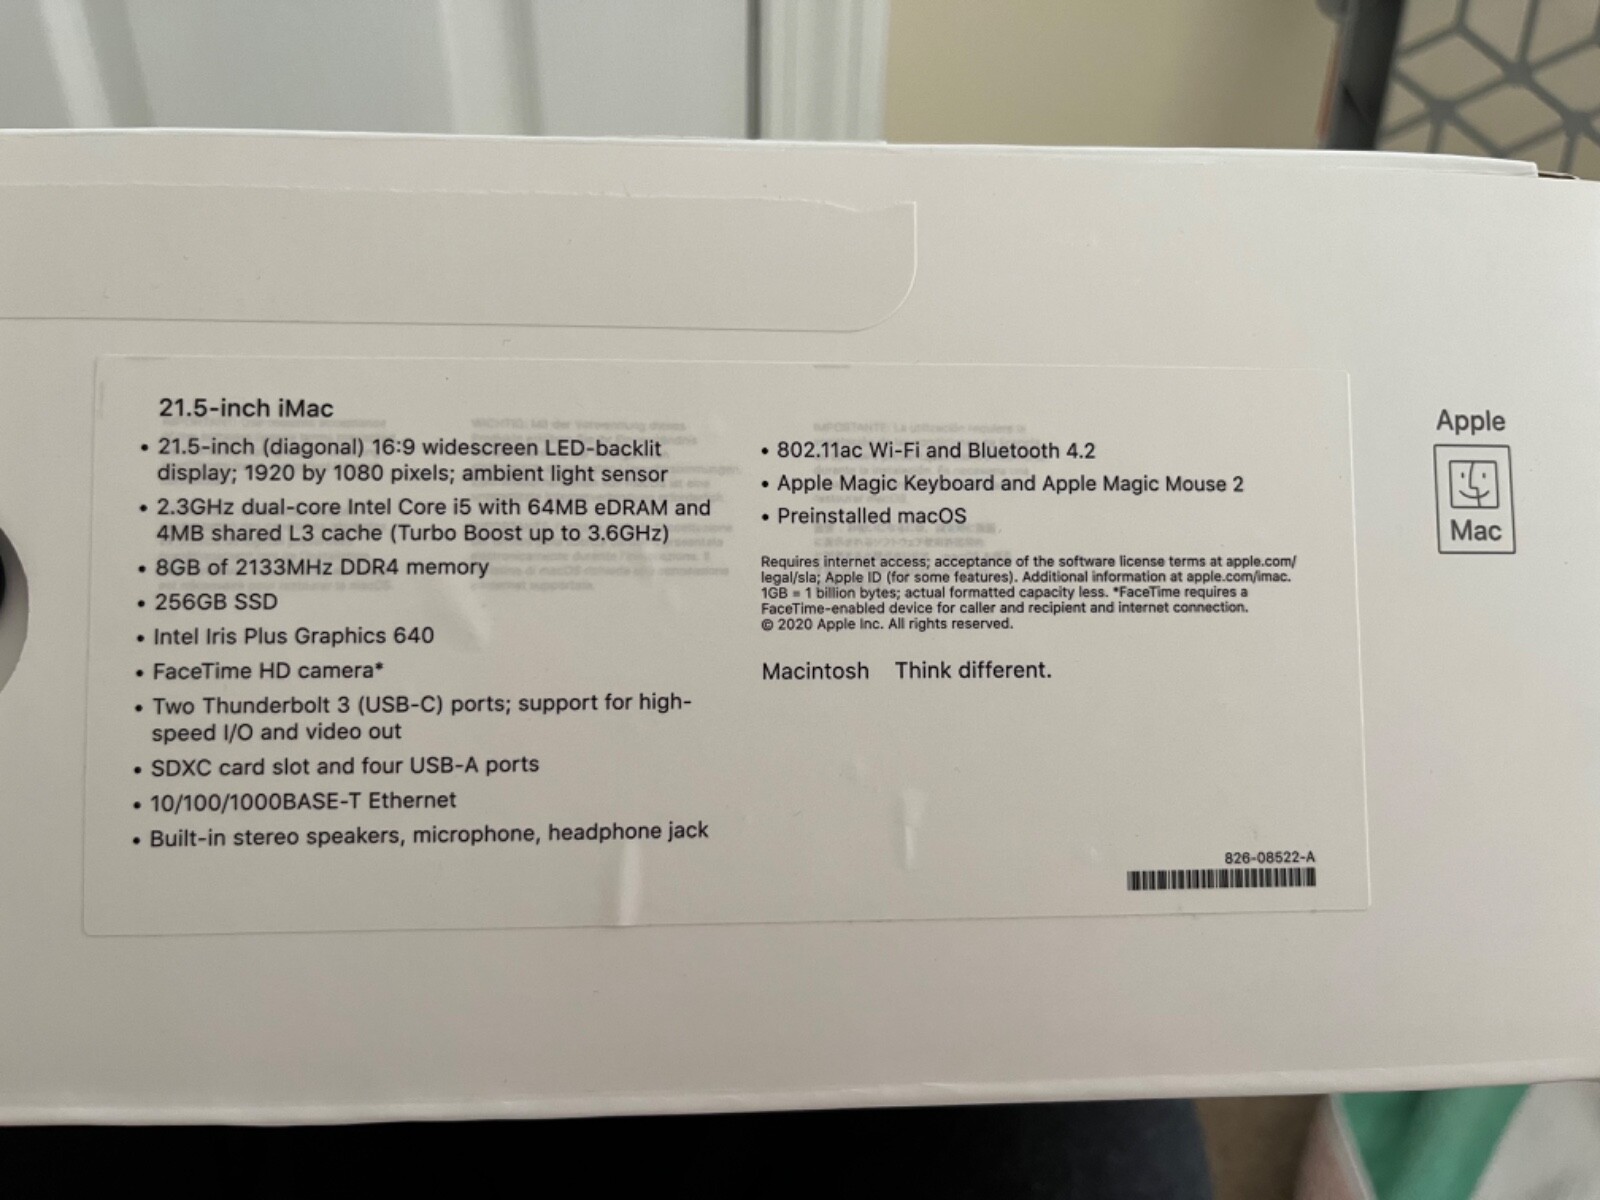 21.5-inch iMac
• 21.5-inch (diagonal) 16:9 widescreen LED-backlit
display; 1920 by 1080 pixels; ambient light sensor
• 2.3GHz dual-core Intel Core i5 with 64MB eDRAM and
4MB shared L3 cache (Turbo Boost up to 3.6GHz)
• 8GB of 2133MHz DDR4 memory
• 256GB SSD
• Intel Iris Plus Graphics 640
• FaceTime HD camera*
• Two Thunderbolt 3 (USB-C) ports; support for high-
speed I/O and video out
• SDXC card slot and four USB-A ports
• 10/100/1000BASE-T Ethernet
• Built-in stereo speakers, microphone, headphone jack
• 802.11ac Wi-Fi and Bluetooth 4.2
• Apple Magic Keyboard and Apple Magic Mouse 2
• Preinstalled macOS
Requires internet access; acceptance of the software license terms at apple.com/
legal/sla; Apple ID (for some features). Additional information at apple.com/imac.
1GB = 1 billion bytes; actual formatted capacity less. *FaceTime requires a
FaceTime-enabled device for caller and recipient and internet connection.
© 2020 Apple Inc. All rights reserved.
Macintosh Think different.
826-08522-A
Apple
Mac